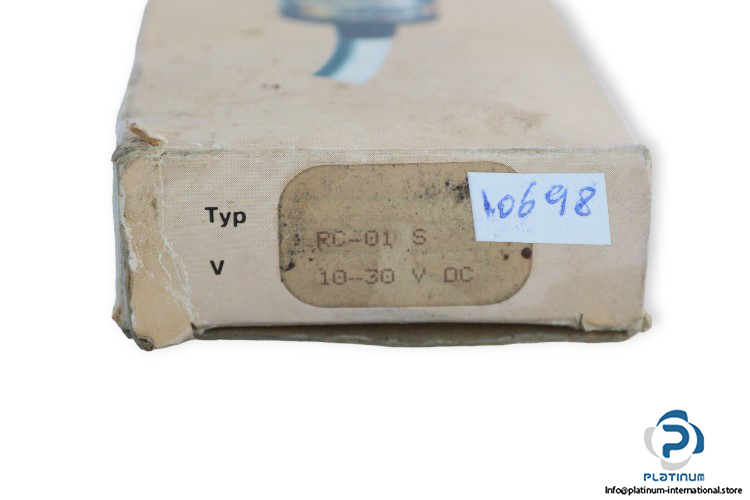 Typ
RC-01 S
10698
V
10-30 V DC
PLATINUM
Info@platinum-international.store